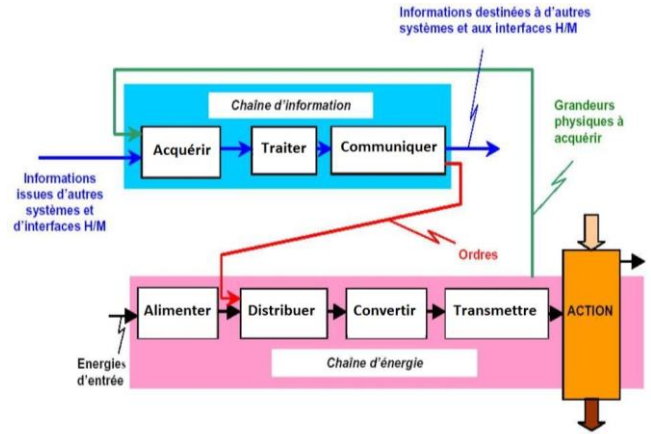 Informations destinées à d'autres
systèmes et aux interfaces H/M
Chaîne d'information
Grandeurs
physiques à
acquérir
Acquérir
Traiter
Communiquer
Informations
issues d'autres
systèmes et
d'interfaces H/M
Ordres
Alimenter
Distribuer
Convertir
Transmettre
ACTION
Energies
d'entrée
Chaîne d'énergie